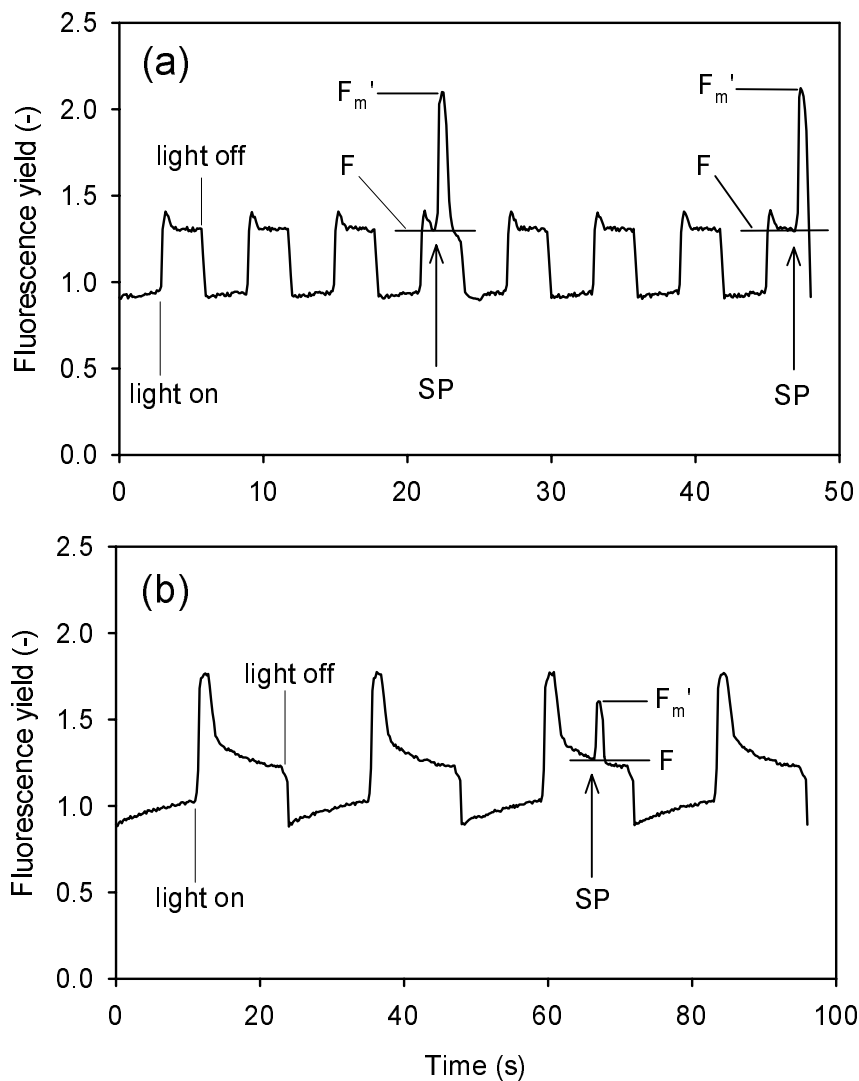 2.5
(a)
Fm'
Fm'
2.0
light off
F
F
1.5
Fluorescence yield (-)
1.0
0.5
light on
SP
SP
0.0
0 10 20 30 40 50
2.5
(b)
2.0
light off
Fm'
1.5
F
Fluorescence yield (-)
1.0
light on
SP
0.5
0.0
0 20 40 60 80 100
Time (s)